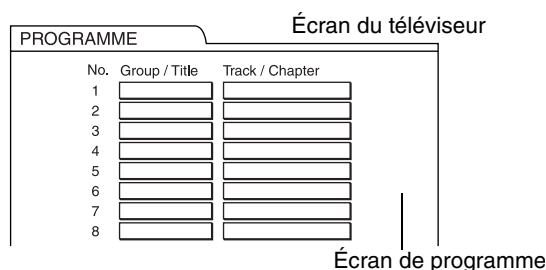 Écran du téléviseur
PROGRAMME
No. Group / Title Track / Chapter
1
2
3
4
5
6
7
8
Écran de programme